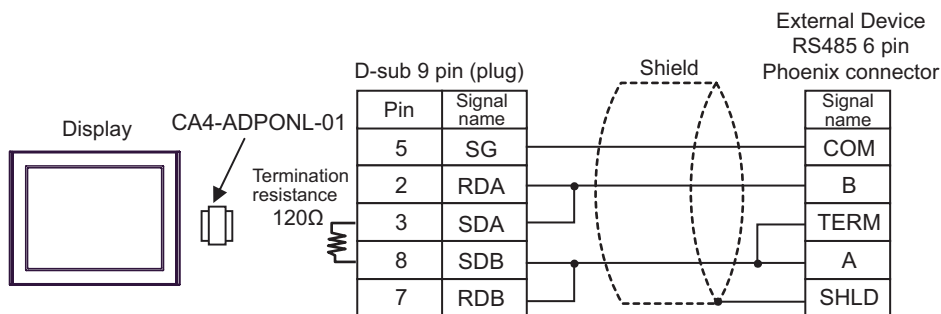 External Device
RS485 6 pin
Phoenix connector
D-sub 9 pin (plug)
Shield
Display
CA4-ADPONL-01
Pin
Signal
name
Signal
name
5
SG
COM
2
RDA
B
Termination
resistance
120Ω
3
SDA
TERM
8
SDB
A
7
RDB
SHLD